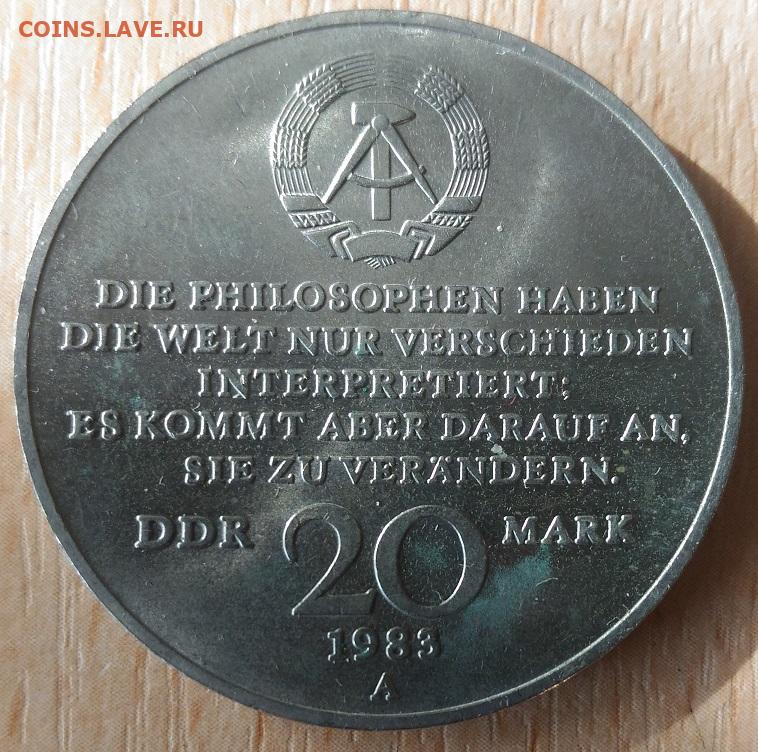 COINS.LAVE.RU
DIE PHILOSOPHEN HABEN
DIE WELT NUR VERSCHIEDEN
INTERPRETIERT;
ES KOMMT ABER DARAUF AN,
SIE ZU VERÄNDERN.
DDR 20 MARK
1983
A